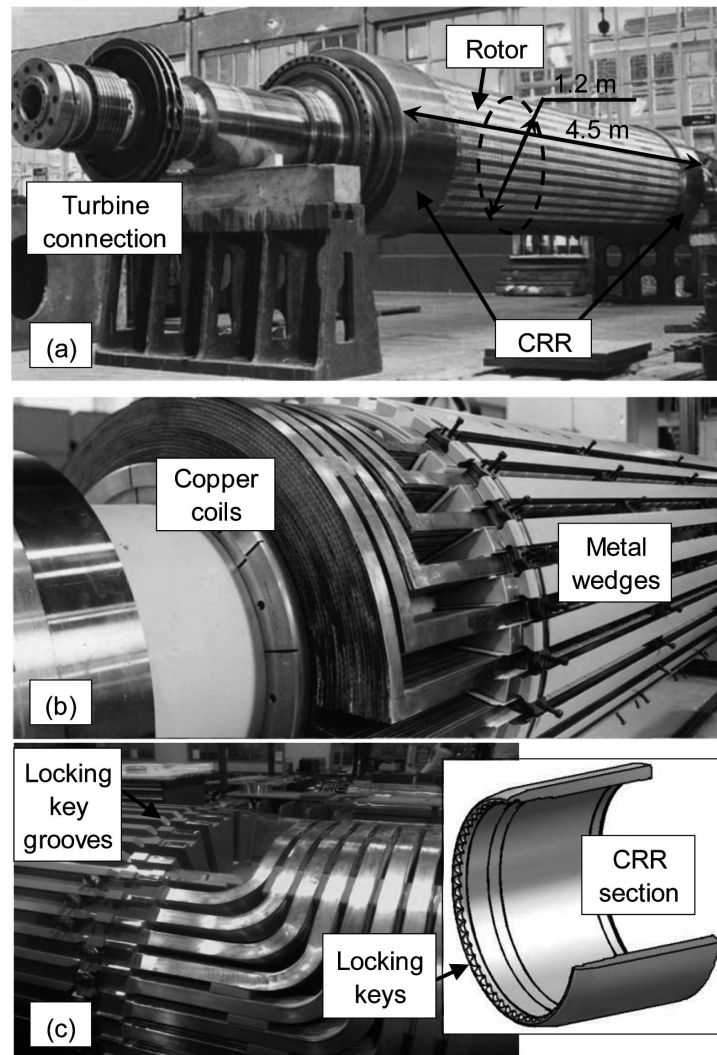 Rotor
1.2 m
4.5 m
Turbine
connection
CRR
(a)
Copper
coils
Metal
wedges
(b)
Locking
key
grooves
CRR
section
Locking
keys
(c)